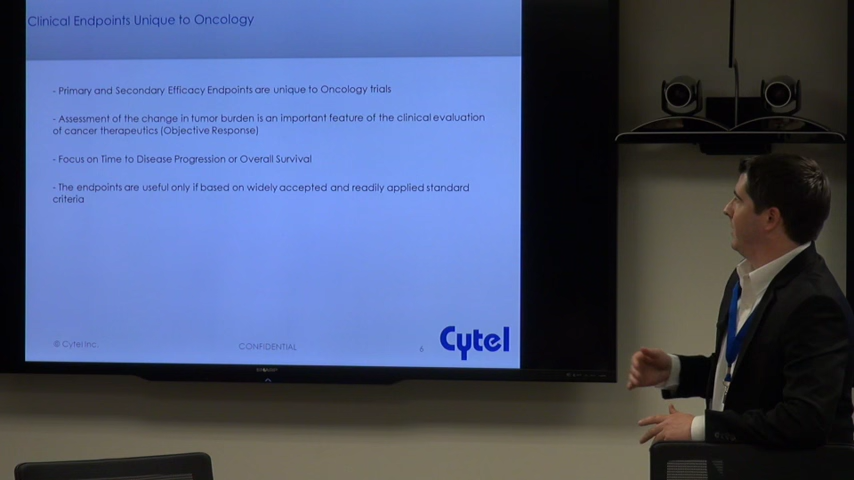 Clinical Endpoints Unique to Oncology
- Primary and Secondary Efficacy Endpoints are unique to Oncology trials
- Assessment of the change in tumor burden is an important feature of the clinical evaluation
of cancer therapeutics (Objective Response)
- Focus on Time to Disease Progression or Overall Survival
- The endpoints are useful only if based on widely accepted and readily applied standard
criteria
© Cytel Inc.
CONFIDENTIAL
6
Cytel
SHARP